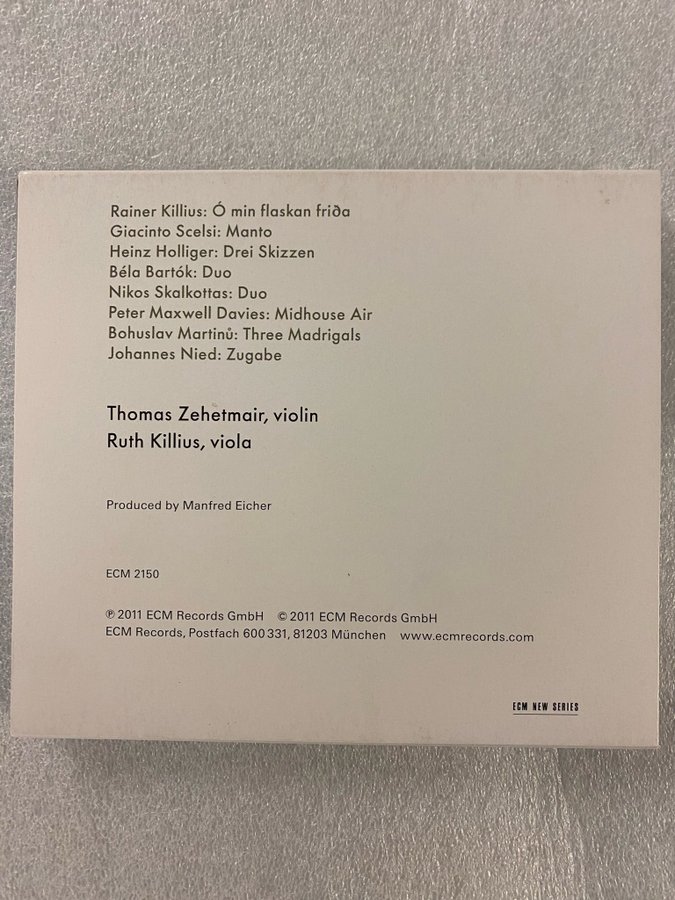 Rainer Killius: Ó min flaskan friða
Giacinto Scelsi: Manto
Heinz Holliger: Drei Skizzen
Béla Bartók: Duo
Nikos Skalkottas: Duo
Peter Maxwell Davies: Midhouse Air
Bohuslav Martinů: Three Madrigals
Johannes Nied: Zugabe
Thomas Zehetmair, violin
Ruth Killius, viola
Produced by Manfred Eicher
ECM 2150
℗ 2011 ECM Records GmbH © 2011 ECM Records GmbH
ECM Records, Postfach 600 331, 81203 München www.ecmrecords.com
ECM NEW SERIES